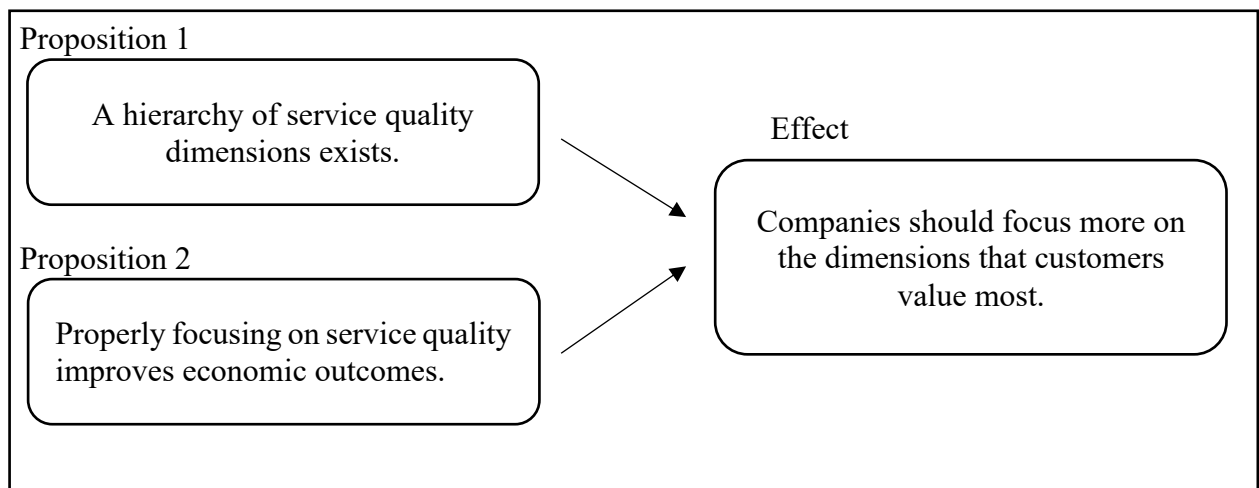 Proposition 1
A hierarchy of service quality
dimensions exists.
Proposition 2
Properly focusing on service quality
improves economic outcomes.
Effect
Companies should focus more on
the dimensions that customers
value most.